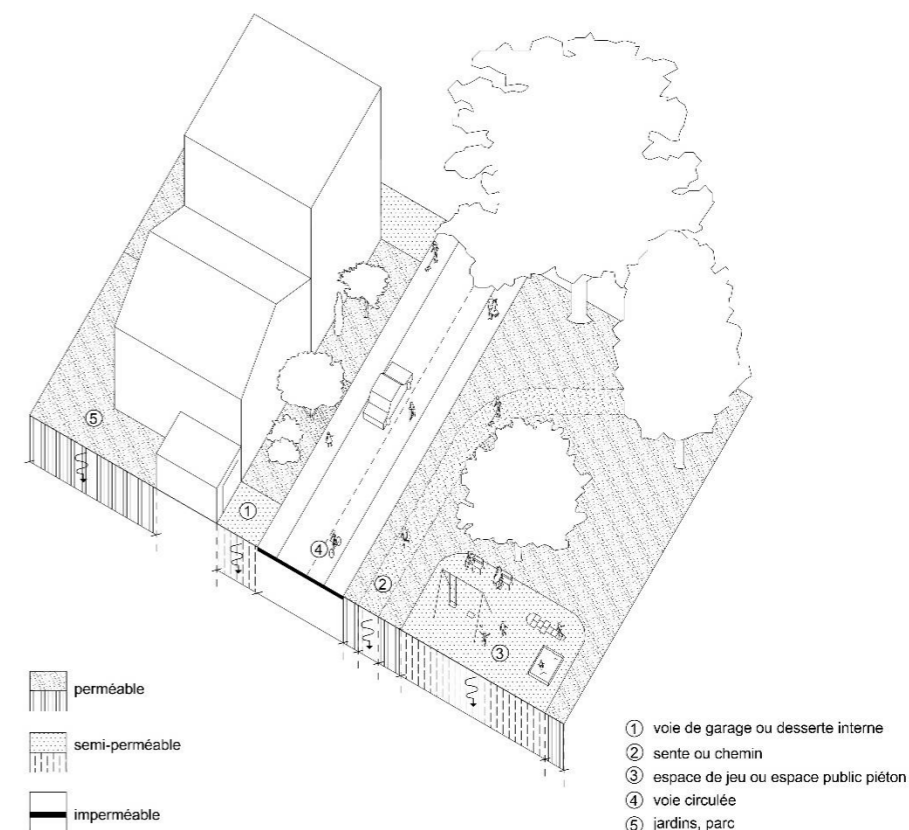 ⑤
①
④
②
③
perméable
semi-perméable
imperméable
① voie de garage ou desserte interne
② sente ou chemin
③ espace de jeu ou espace public piéton
④ voie circulée
⑤ jardins, parc